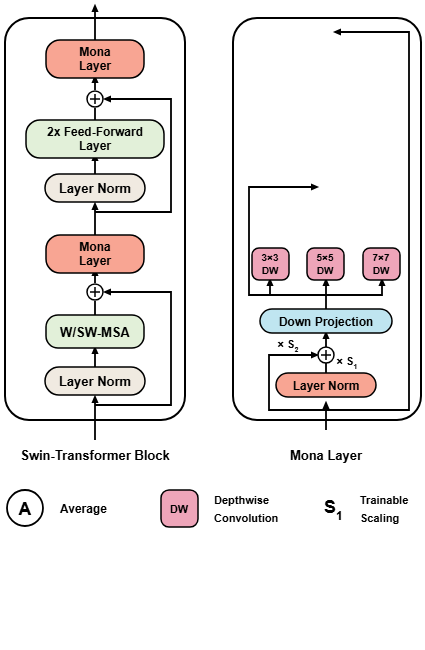 Mona
Layer
2x Feed-Forward
Layer
Layer Norm
Mona
Layer
W/SW-MSA
Layer Norm
Swin-Transformer Block
3×3
DW
5×5
DW
7×7
DW
Down Projection
× S2
× S1
Layer Norm
Mona Layer
A
Average
DW
Depthwise
Convolution
S1
Trainable
Scaling